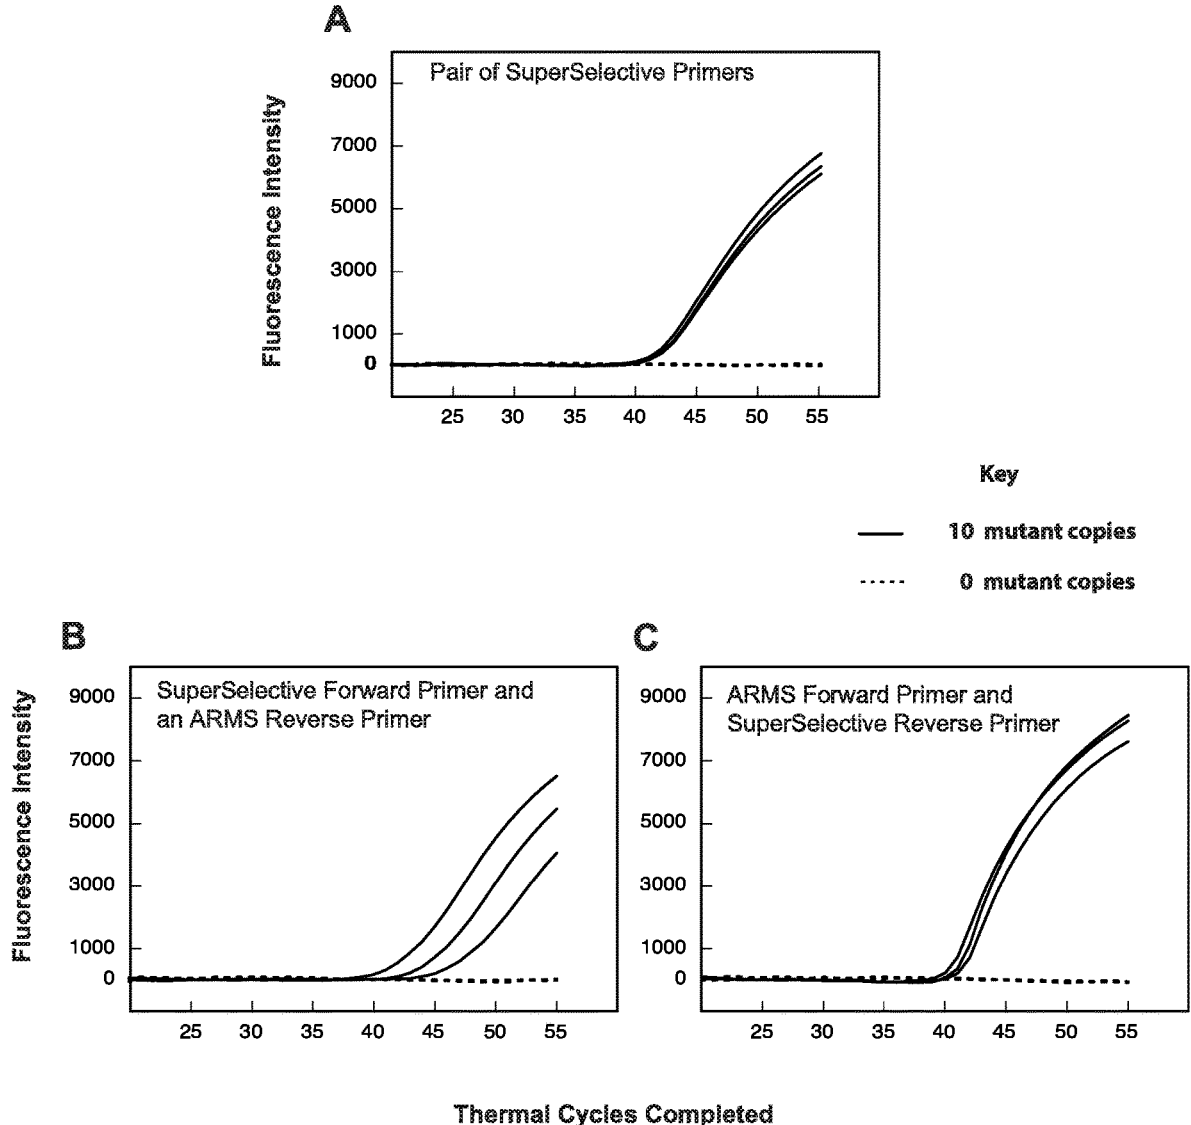 A
Pair of SuperSelective Primers
Fluorescence Intensity
9000
7000
5000
3000
1000
0
25 30 35 40 45 50 55
Key
10 mutant copies
0 mutant copies
B
SuperSelective Forward Primer and
an ARMS Reverse Primer
Fluorescence Intensity
9000
7000
5000
3000
1000
0
25 30 35 40 45 50 55
C
ARMS Forward Primer and
SuperSelective Reverse Primer
9000
7000
5000
3000
1000
0
25 30 35 40 45 50 55
Thermal Cycles Completed